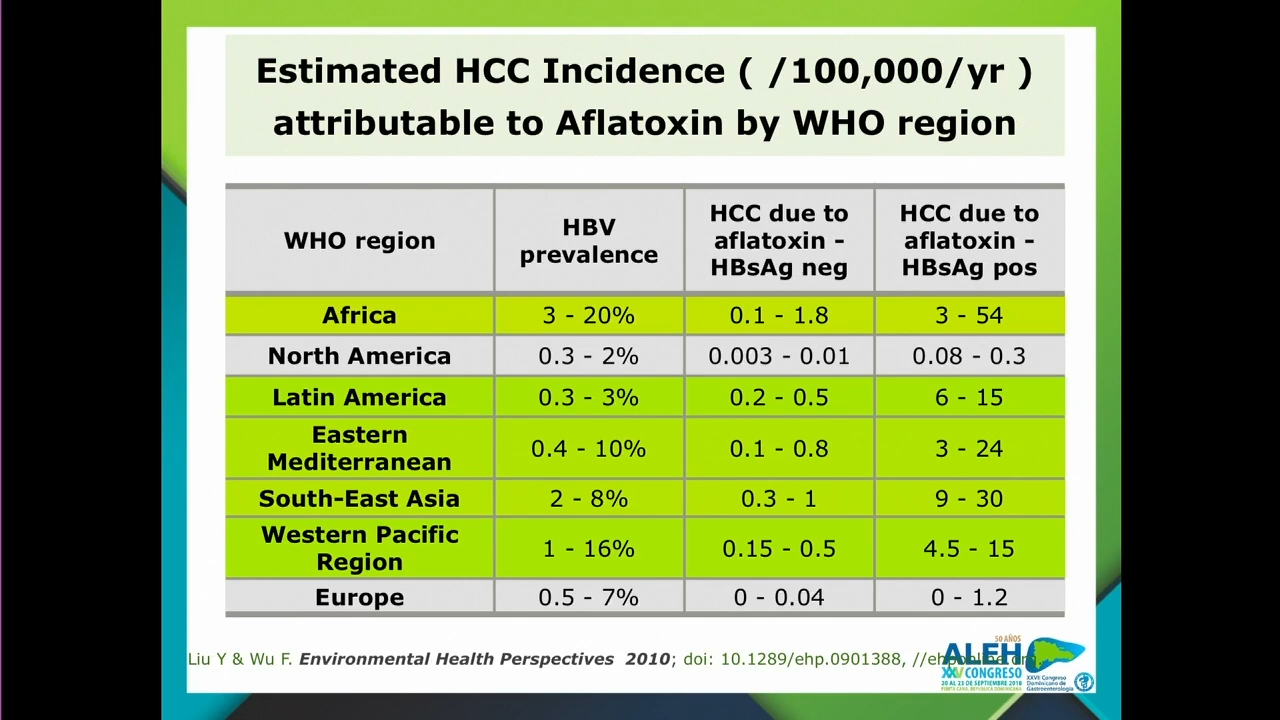 Estimated HCC Incidence ( /100,000/yr )
attributable to Aflatoxin by WHO region
WHO region
HBV
prevalence
HCC due to
aflatoxin -
HBsAg neg
HCC due to
aflatoxin -
HBsAg pos
Africa 3 - 20% 0.1 - 1.8 3 - 54
North America 0.3 - 2% 0.003 - 0.01 0.08 - 0.3
Latin America 0.3 - 3% 0.2 - 0.5 6 - 15
Eastern
Mediterranean 0.4 - 10% 0.1 - 0.8 3 - 24
South-East Asia 2 - 8% 0.3 - 1 9 - 30
Western Pacific
Region 1 - 16% 0.15 - 0.5 4.5 - 15
Europe 0.5 - 7% 0 - 0.04 0 - 1.2
Liu Y & Wu F. Environmental Health Perspectives 2010; doi: 10.1289/ehp.0901388, //ehponline.org
50 AÑOS
ALEH
XXV CONGRESO
20 AL 23 DE SEPTIEMBRE 2018
PUNTA CANA, REPÚBLICA DOMINICANA
XXVII Congreso
Dominicano de
Gastroenterología